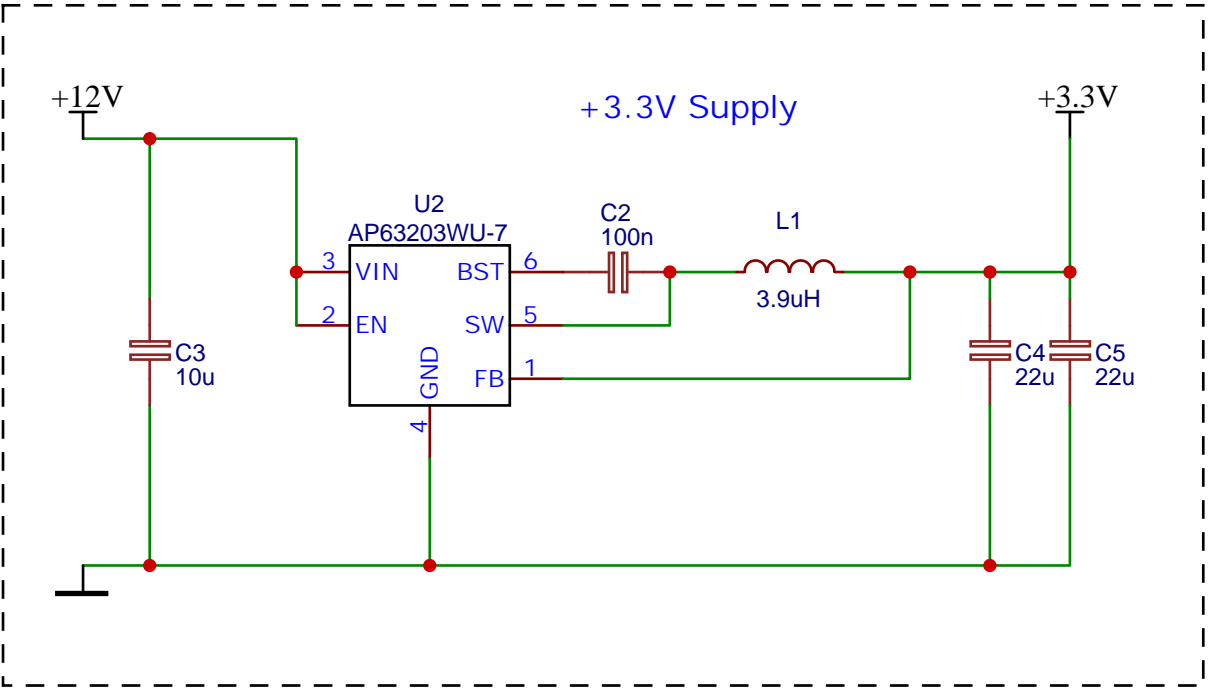 +12V
+3.3V Supply
+3.3V
U2
AP63203WU-7
C2
100n
L1
3.9uH
3
VIN
BST
6
2
EN
SW
5
GND
FB
1
4
C3
10u
C4
22u
C5
22u